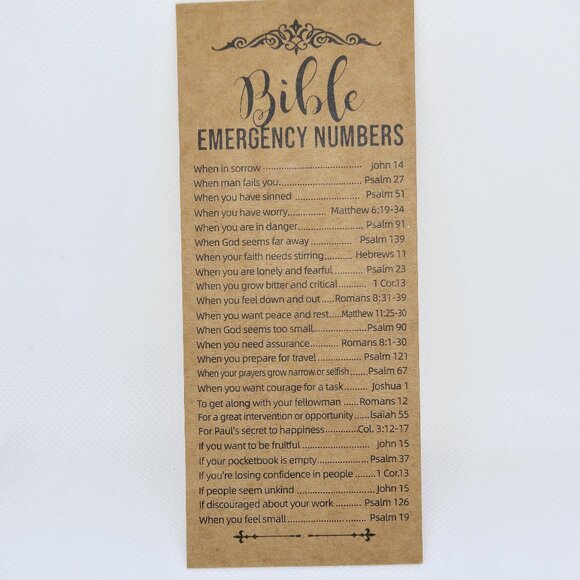 Bible
EMERGENCY NUMBERS
When in sorrow .................................. john 14
When man fails you............................. Psalm 27
When you have sinned ....................... Psalm 51
When you have worry.............. Matthew 6:19-34
When you are in danger....................... Psalm 91
When God seems far away .............. Psalm 139
When your faith needs stirring........... Hebrews 11
When you are lonely and fearful ........... Psalm 23
When you grow bitter and critical ......... 1 Cor.13
When you feel down and out ..... Romans 8:31-39
When you want peace and rest.....Matthew 11:25-30
When God seems too small.................Psalm 90
When you need assurance........... Romans 8:1-30
When you prepare for travel .............. Psalm 121
When your prayers grow narrow or selfish ......Psalm 67
When you want courage for a task......... Joshua 1
To get along with your fellowman ...... Romans 12
For a great intervention or opportunity.....Isaiah 55
For Paul's secret to happiness...........Col. 3:12-17
If you want to be fruitful ....................... John 15
If your pocketbook is empty................ Psalm 37
If you're losing confidence in people .......1 Cor.13
If people seem unkind ......................... John 15
If discouraged about your work ......... Psalm 126
When you feel small........................... Psalm 19